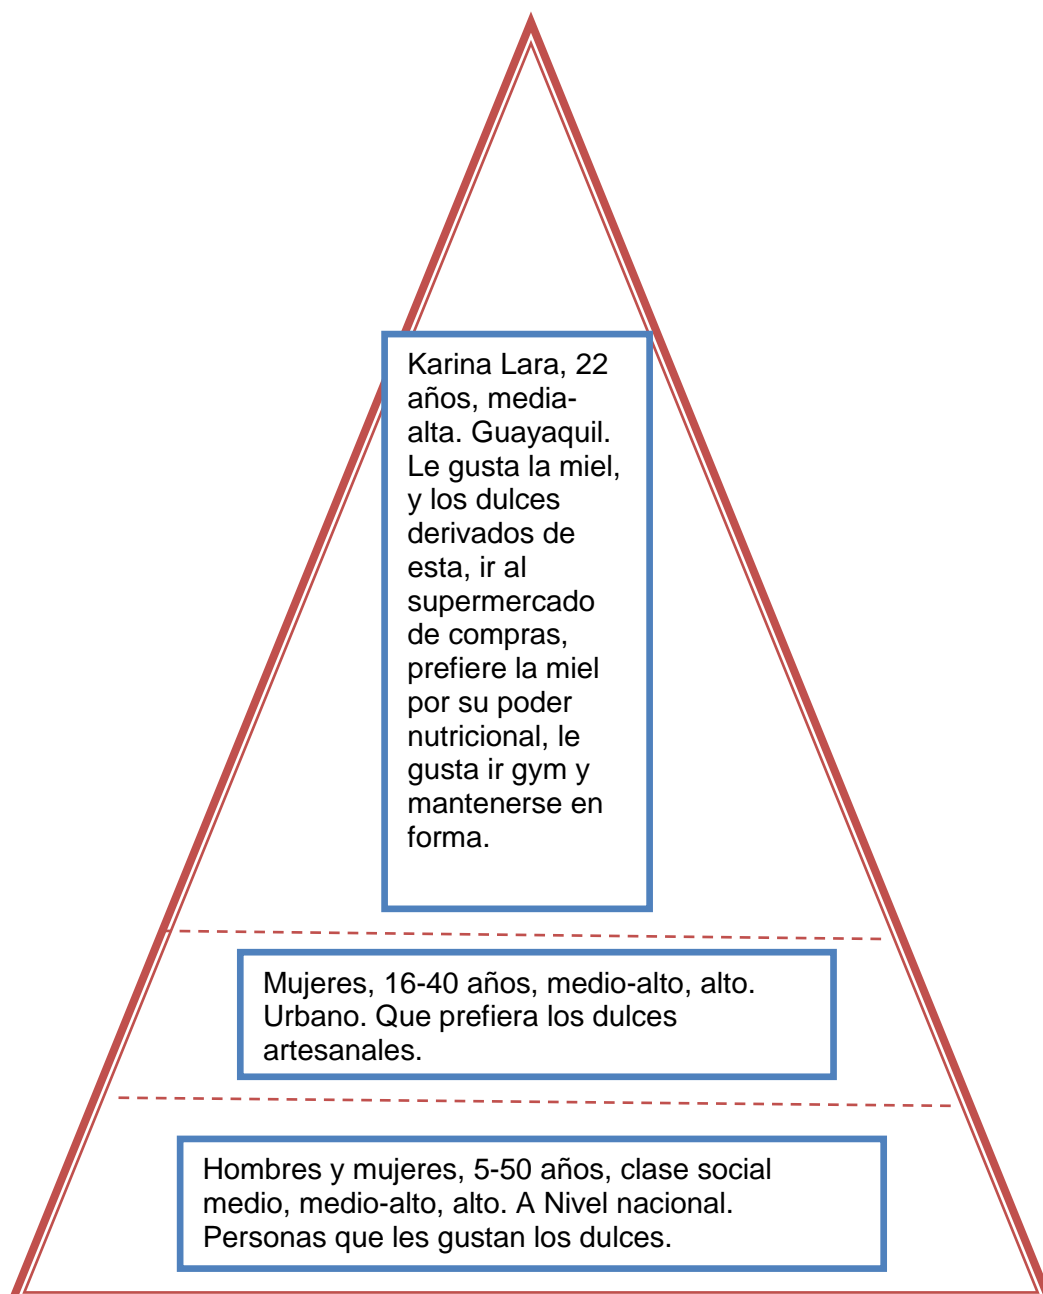 Karina Lara, 22
años, media-
alta. Guayaquil.
Le gusta la miel,
y los dulces
derivados de
esta, ir al
supermercado
de compras,
prefiere la miel
por su poder
nutricional, le
gusta ir gym y
mantenerse en
forma.
Mujeres, 16-40 años, medio-alto, alto.
Urbano. Que prefiera los dulces
artesanales.
Hombres y mujeres, 5-50 años, clase social
medio, medio-alto, alto. A Nivel nacional.
Personas que les gustan los dulces.